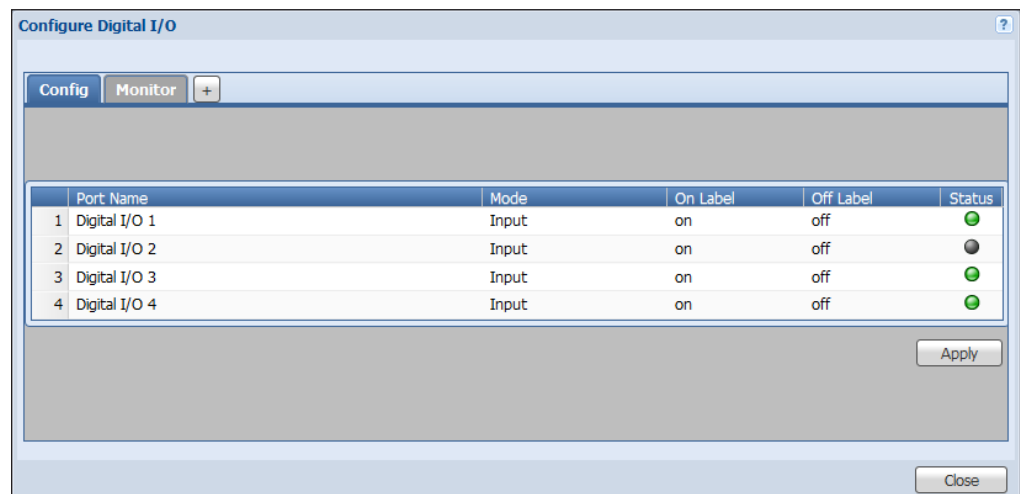 Configure Digital I/O ?
Config Monitor +
Port Name Mode On Label Off Label Status
1 Digital I/O 1 Input on off
2 Digital I/O 2 Input on off
3 Digital I/O 3 Input on off
4 Digital I/O 4 Input on off
Apply
Close